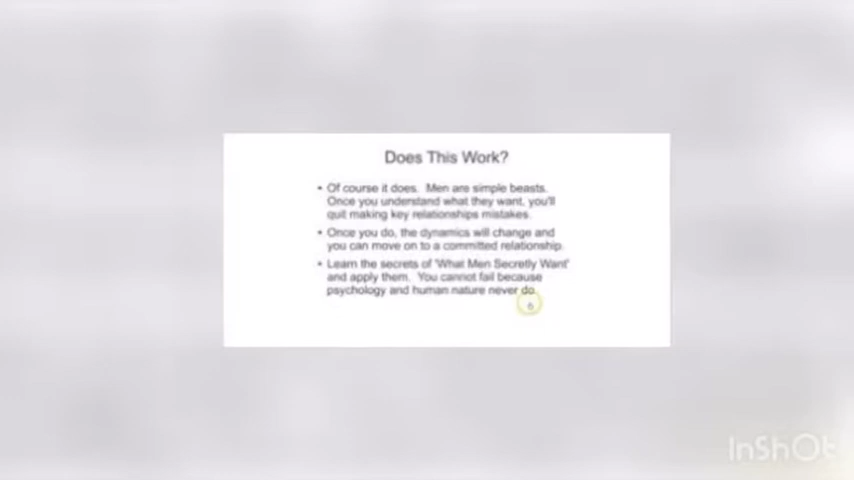 Does This Work?
• Of course it does. Men are simple beasts.
Once you understand what they want, you'll
quit making key relationships mistakes.
• Once you do, the dynamics will change and
you can move on to a committed relationship.
• Learn the secrets of 'What Men Secretly Want'
and apply them. You cannot fail because
psychology and human nature never do.
InShOt